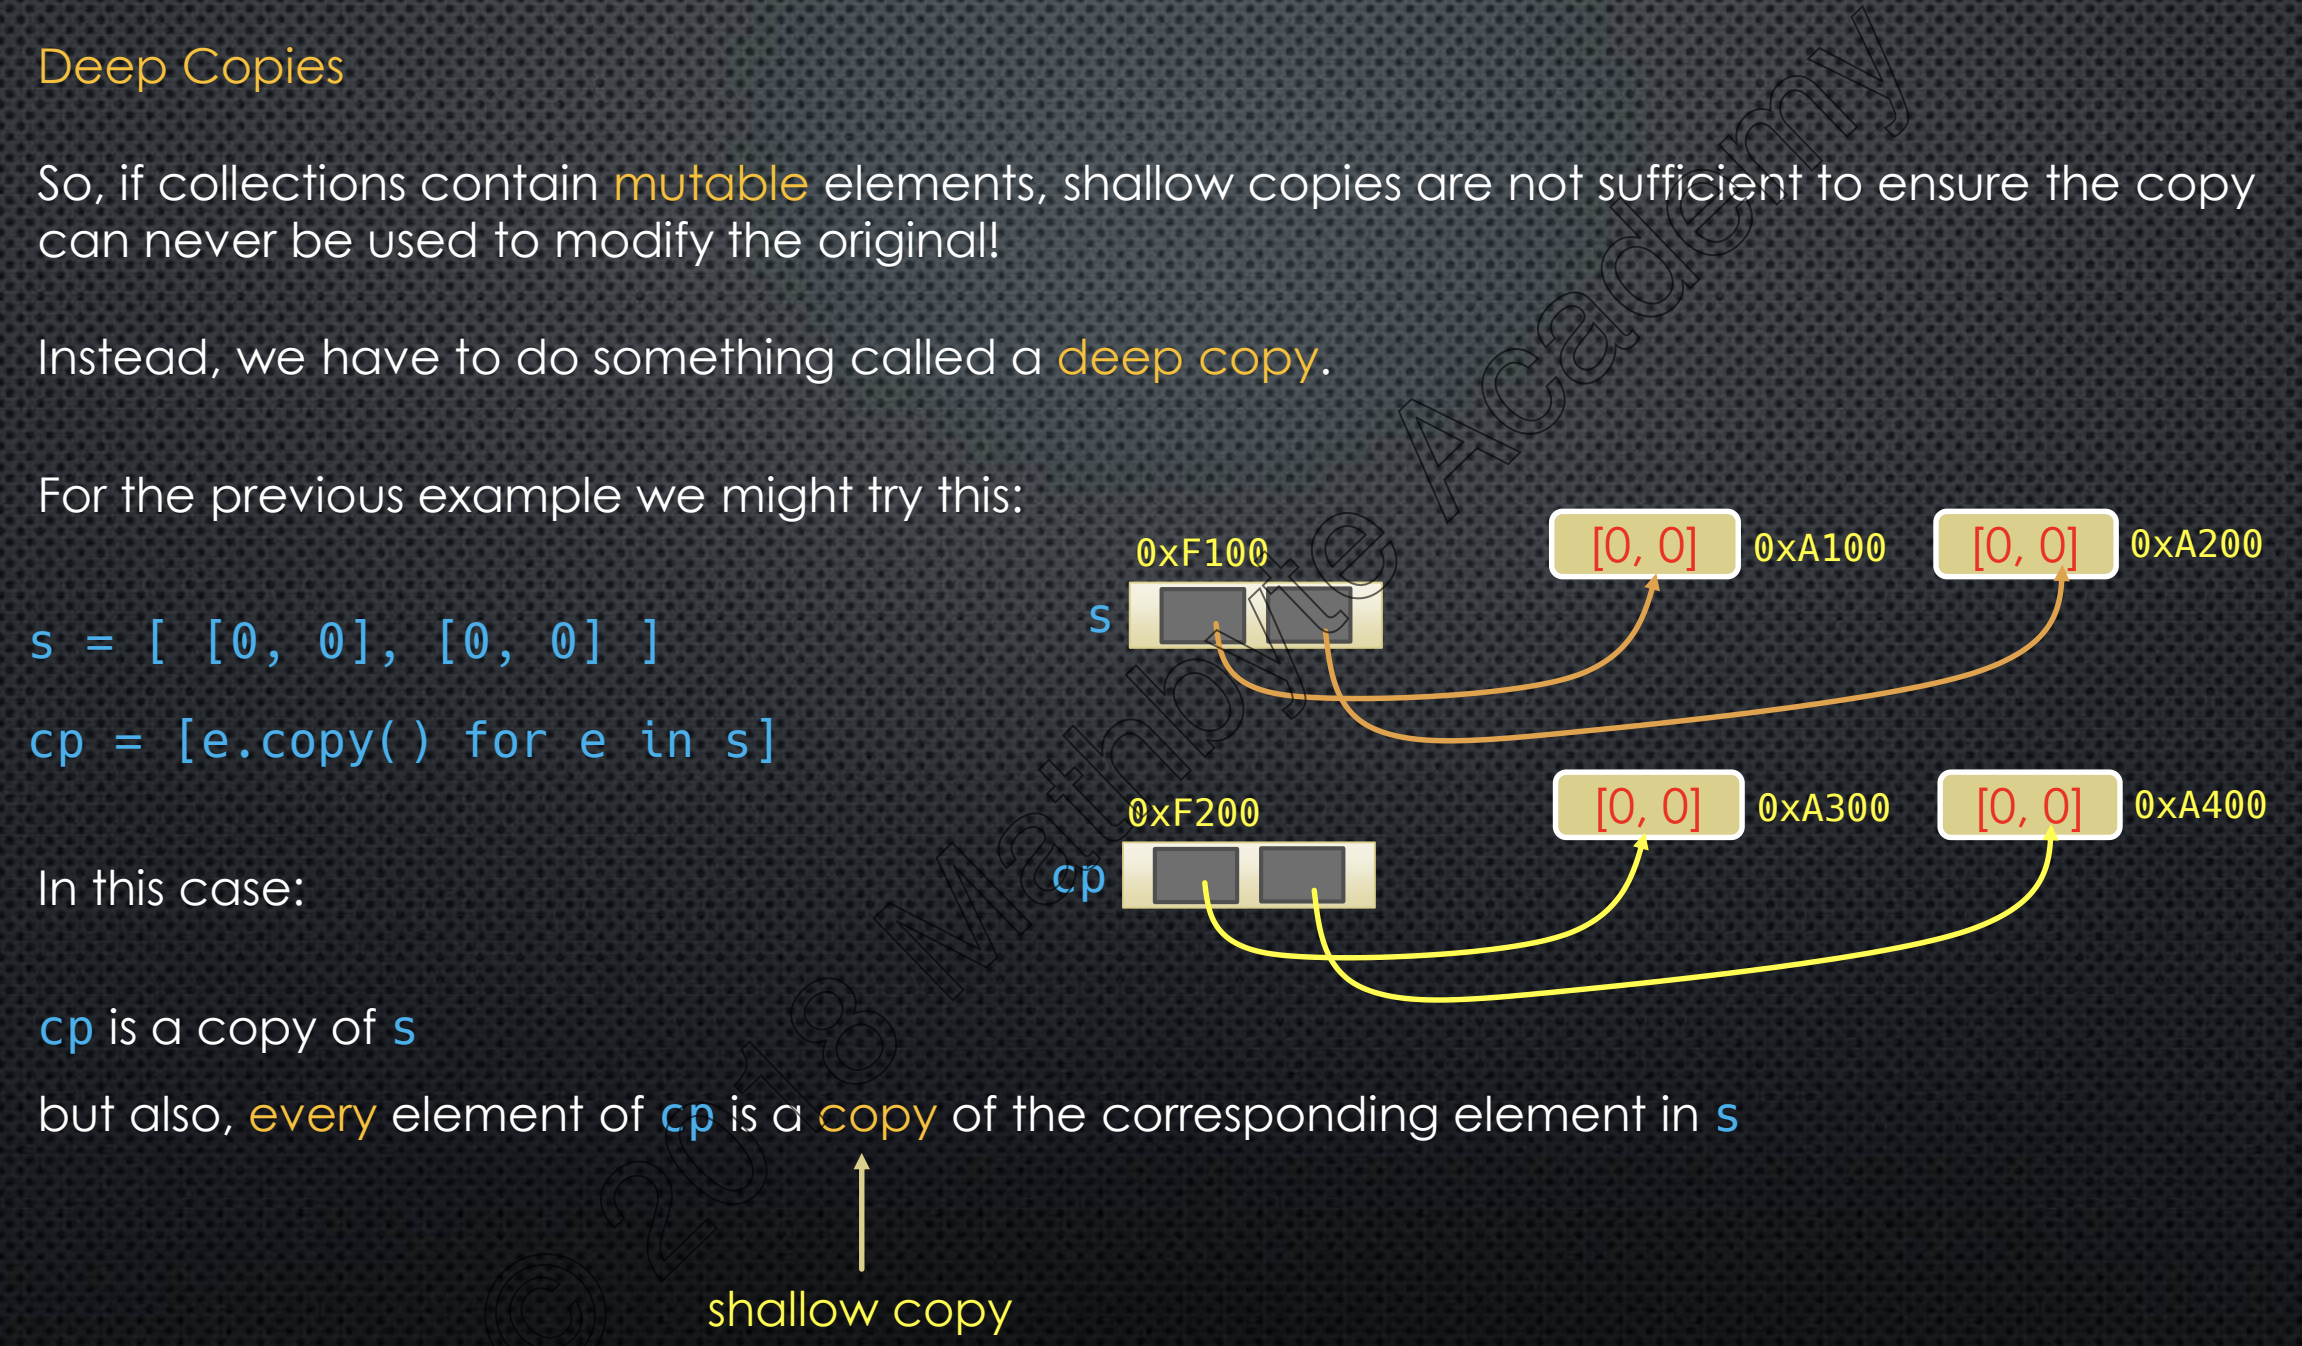 Deep Copies
So, if collections contain mutable elements, shallow copies are not sufficient to ensure the copy
can never be used to modify the original!
Instead, we have to do something called a deep copy.
For the previous example we might try this:
s = [ [0, 0], [0, 0] ]
cp = [e.copy() for e in s]
0xF100
s
[0, 0] 0xA100 [0, 0] 0xA200
0xF200
cp
[0, 0] 0xA300 [0, 0] 0xA400
In this case:
cp is a copy of s
but also, every element of cp is a copy of the corresponding element in s
shallow copy
© 2018 Mathbyte Academy